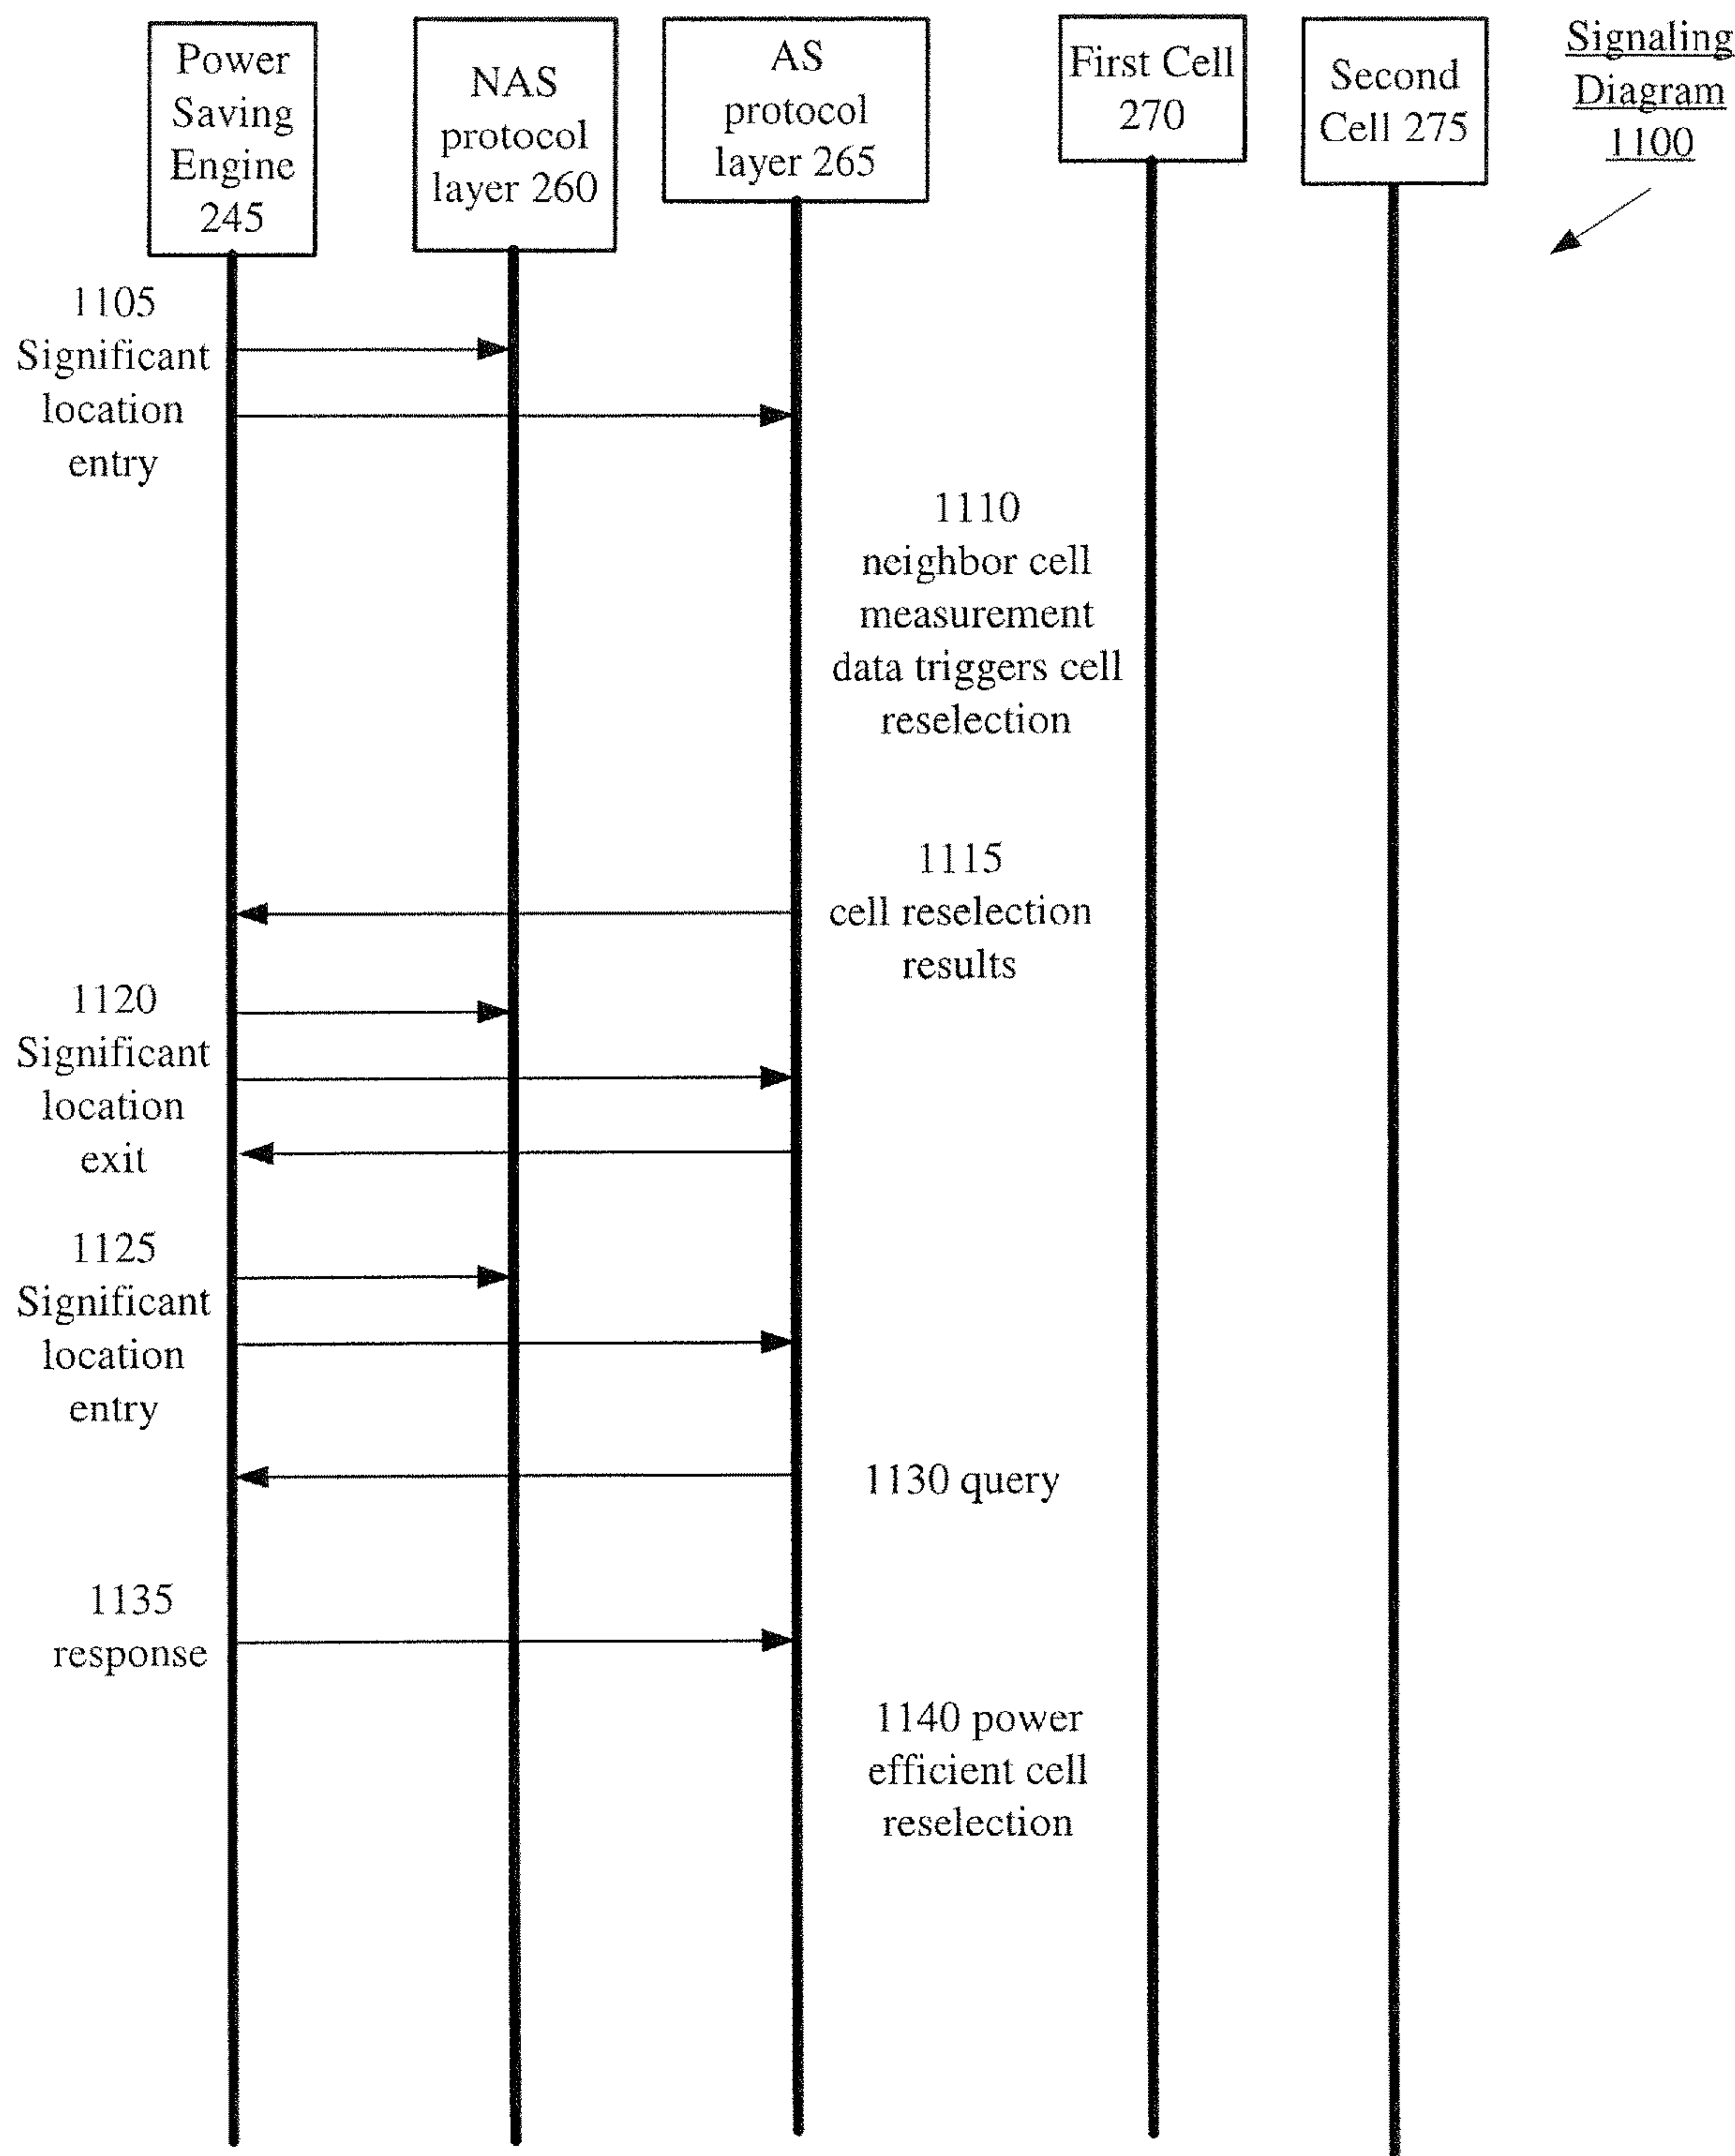 Power
Saving
Engine
245
NAS
protocol
layer 260
AS
protocol
layer 265
First Cell
270
Second
Cell 275
Signaling
Diagram
1100
1105
Significant
location
entry
1110
neighbor cell
measurement
data triggers cell
reselection
1115
cell reselection
results
1120
Significant
location
exit
1125
Significant
location
entry
1130 query
1135
response
1140 power
efficient cell
reselection